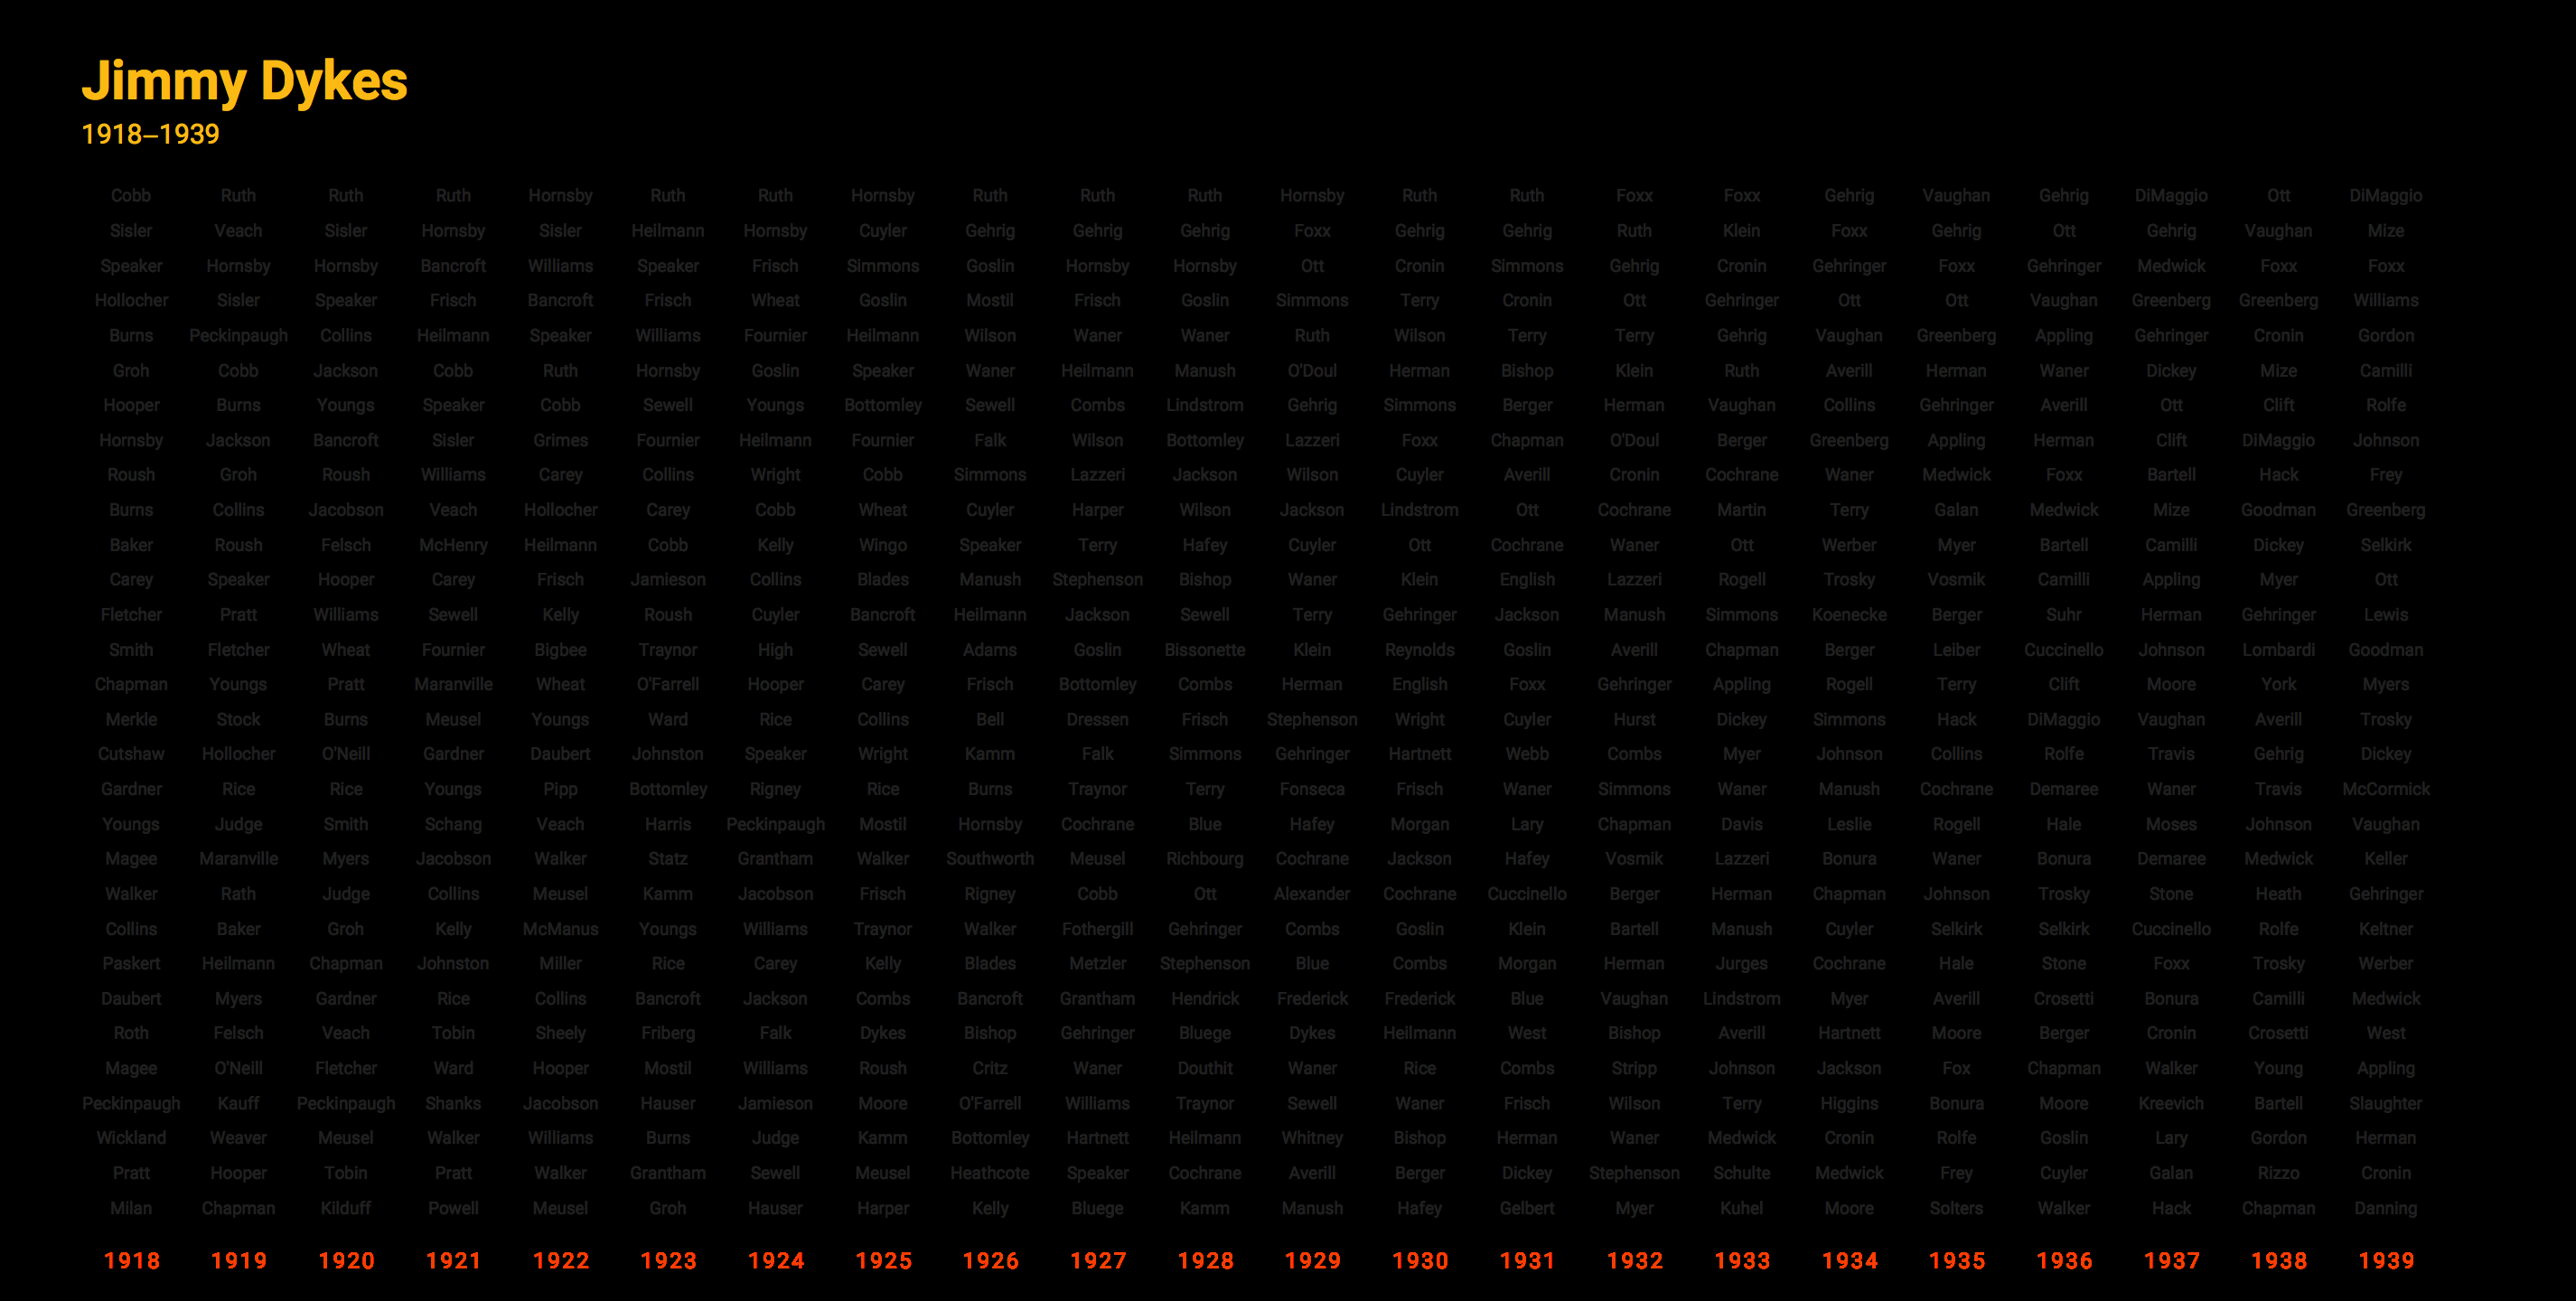 Jimmy Dykes
1918–1939
Cobb Ruth Ruth Ruth Hornsby Ruth Ruth Hornsby Ruth Ruth Ruth Hornsby Ruth Ruth Foxx Foxx Gehrig Vaughan Gehrig DiMaggio Ott DiMaggio
Sisler Veach Sisler Hornsby Sisler Heilmann Hornsby Cuyler Gehrig Gehrig Gehrig Foxx Gehrig Gehrig Ruth Klein Foxx Gehrig Ott Gehrig Vaughan Mize
Speaker Hornsby Hornsby Bancroft Williams Speaker Frisch Simmons Goslin Hornsby Hornsby Ott Cronin Simmons Gehrig Cronin Gehringer Foxx Gehringer Medwick Foxx Foxx
Hollocher Sisler Speaker Frisch Bancroft Frisch Wheat Goslin Mostil Frisch Goslin Simmons Terry Cronin Ott Gehringer Ott Ott Vaughan Greenberg Greenberg Williams
Burns Peckinpaugh Collins Heilmann Speaker Williams Fournier Heilmann Wilson Waner Waner Ruth Wilson Terry Terry Gehrig Vaughan Greenberg Appling Gehringer Cronin Gordon
Groh Cobb Jackson Cobb Ruth Hornsby Goslin Speaker Waner Heilmann Manush O'Doul Herman Bishop Klein Ruth Averill Herman Waner Dickey Mize Camilli
Hooper Burns Youngs Speaker Cobb Sewell Youngs Bottomley Sewell Combs Lindstrom Gehrig Simmons Berger Herman Vaughan Collins Gehringer Averill Ott Clift Rolfe
Hornsby Jackson Bancroft Sisler Grimes Fournier Heilmann Fournier Falk Wilson Bottomley Lazzeri Foxx Chapman O'Doul Berger Greenberg Appling Herman Clift DiMaggio Johnson
Roush Groh Roush Williams Carey Collins Wright Cobb Simmons Lazzeri Jackson Wilson Cuyler Averill Cronin Cochrane Waner Medwick Foxx Bartell Hack Frey
Burns Collins Jacobson Veach Hollocher Carey Cobb Wheat Cuyler Harper Wilson Jackson Lindstrom Ott Cochrane Martin Terry Galan Medwick Mize Goodman Greenberg
Baker Roush Felsch McHenry Heilmann Cobb Kelly Wingo Speaker Terry Hafey Cuyler Ott Cochrane Waner Ott Werber Myer Bartell Camilli Dickey Selkirk
Carey Speaker Hooper Carey Frisch Jamieson Collins Blades Manush Stephenson Bishop Waner Klein English Lazzeri Rogell Trosky Vosmik Camilli Appling Myer Ott
Fletcher Pratt Williams Sewell Kelly Roush Cuyler Bancroft Heilmann Jackson Sewell Terry Gehringer Jackson Manush Simmons Koenecke Berger Suhr Herman Gehringer Lewis
Smith Fletcher Wheat Fournier Bigbee Traynor High Sewell Adams Goslin Bissonette Klein Reynolds Goslin Averill Chapman Berger Leiber Cuccinello Johnson Lombardi Goodman
Chapman Youngs Pratt Maranville Wheat O'Farrell Hooper Carey Frisch Bottomley Combs Herman English Foxx Gehringer Appling Rogell Terry Clift Moore York Myers
Merkle Stock Burns Meusel Youngs Ward Rice Collins Bell Dressen Frisch Stephenson Wright Cuyler Hurst Dickey Simmons Hack DiMaggio Vaughan Averill Trosky
Cutshaw Hollocher O'Neill Gardner Daubert Johnston Speaker Wright Kamm Falk Simmons Gehringer Hartnett Webb Combs Myer Johnson Collins Rolfe Travis Gehrig Dickey
Gardner Rice Rice Youngs Pipp Bottomley Rigney Rice Burns Traynor Terry Fonseca Frisch Waner Simmons Waner Manush Cochrane Demaree Waner Travis McCormick
Youngs Judge Smith Schang Veach Harris Peckinpaugh Mostil Hornsby Cochrane Blue Hafey Morgan Lary Chapman Davis Leslie Rogell Hale Moses Johnson Vaughan
Magee Maranville Myers Jacobson Walker Statz Grantham Walker Southworth Meusel Richbourg Cochrane Jackson Hafey Vosmik Lazzeri Bonura Waner Bonura Demaree Medwick Keller
Walker Rath Judge Collins Meusel Kamm Jacobson Frisch Rigney Cobb Ott Alexander Cochrane Cuccinello Berger Herman Chapman Johnson Trosky Stone Heath Gehringer
Collins Baker Groh Kelly McManus Youngs Williams Traynor Walker Fothergill Gehringer Combs Goslin Klein Bartell Manush Cuyler Selkirk Selkirk Cuccinello Rolfe Keltner
Paskert Heilmann Chapman Johnston Miller Rice Carey Kelly Blades Metzler Stephenson Blue Combs Morgan Herman Jurges Cochrane Hale Stone Foxx Trosky Werber
Daubert Myers Gardner Rice Collins Bancroft Jackson Combs Bancroft Grantham Hendrick Frederick Frederick Blue Vaughan Lindstrom Myer Averill Crosetti Bonura Camilli Medwick
Roth Felsch Veach Tobin Sheely Friberg Falk Dykes Bishop Gehringer Bluege Dykes Heilmann West Bishop Averill Hartnett Moore Berger Cronin Crosetti West
Magee O'Neill Fletcher Ward Hooper Mostil Williams Roush Critz Waner Douthit Waner Rice Combs Stripp Johnson Jackson Fox Chapman Walker Young Appling
Peckinpaugh Kauff Peckinpaugh Shanks Jacobson Hauser Jamieson Moore O'Farrell Williams Traynor Sewell Waner Frisch Wilson Terry Higgins Bonura Moore Kreevich Bartell Slaughter
Wickland Weaver Meusel Walker Williams Burns Judge Kamm Bottomley Hartnett Heilmann Whitney Bishop Herman Waner Medwick Cronin Rolfe Goslin Lary Gordon Herman
Pratt Hooper Tobin Pratt Walker Grantham Sewell Meusel Heathcote Speaker Cochrane Averill Berger Dickey Stephenson Schulte Medwick Frey Cuyler Galan Rizzo Cronin
Milan Chapman Kilduff Powell Meusel Groh Hauser Harper Kelly Bluege Kamm Manush Hafey Gelbert Myer Kuhel Moore Solters Walker Hack Chapman Danning
1918 1919 1920 1921 1922 1923 1924 1925 1926 1927 1928 1929 1930 1931 1932 1933 1934 1935 1936 1937 1938 1939